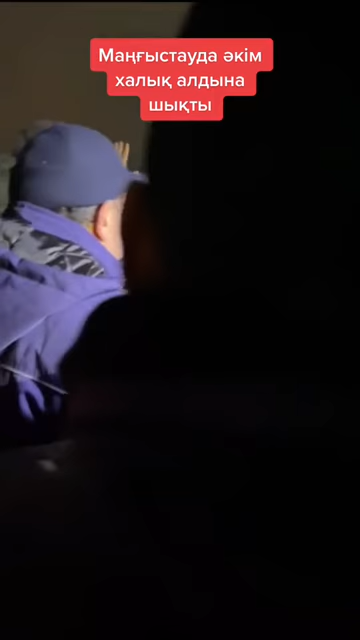 Маңғыстауда әкім
халық алдына
шықты